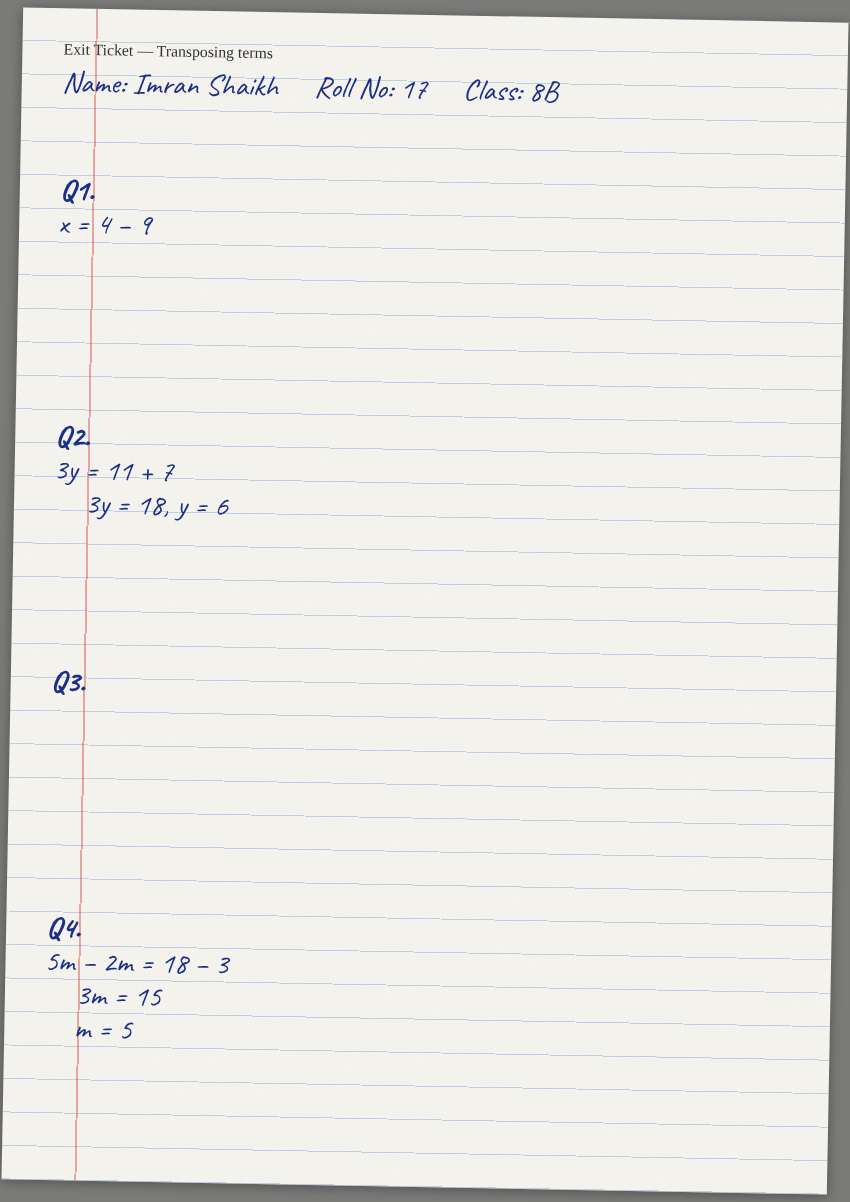 Exit Ticket — Transposing terms
Name: Imran Shaikh Roll No: 17 Class: 8B
Q1.
x = 4 – 9
Q2.
3y = 11 + 7
3y = 18, y = 6
Q3.
Q4.
5m – 2m = 18 – 3
3m = 15
m = 5